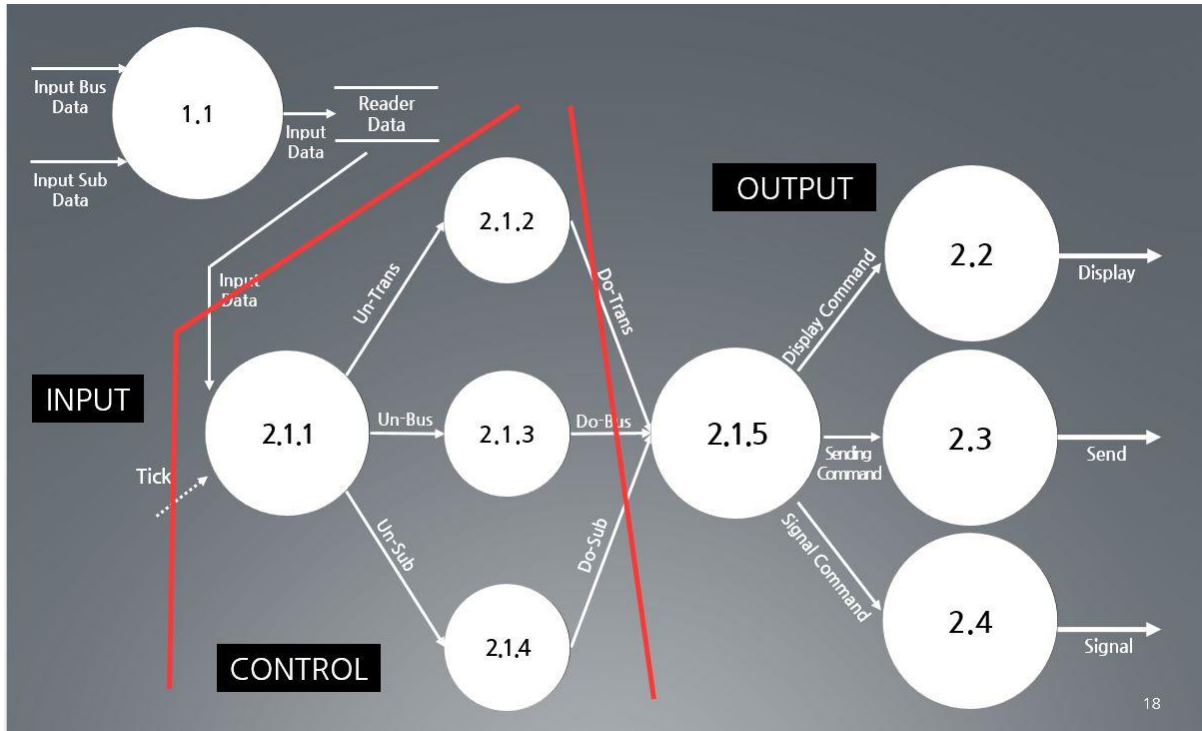 Input Bus
Data
1.1
Input
Data
Reader
Data
Input Sub
Data
Input
Data
INPUT
Tick
2.1.1
Un-Trans
Un-Bus
Un-Sub
2.1.2
2.1.3
2.1.4
CONTROL
Do-Trans
Do-Bus
Do-Sub
2.1.5
OUTPUT
Display Command
Sending
Command
Signal Command
2.2
Display
2.3
Send
2.4
Signal
18